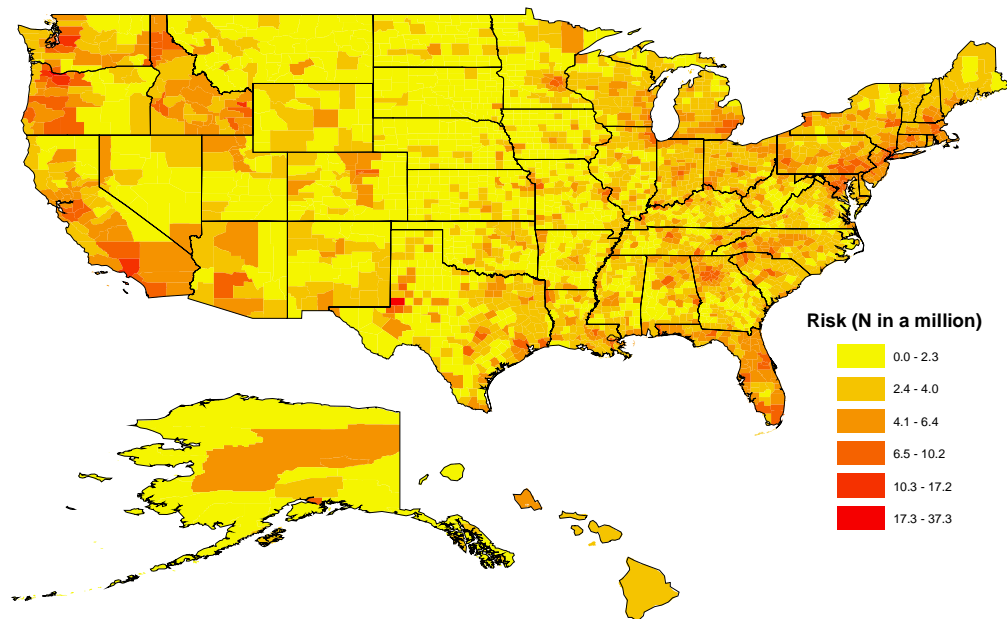 Risk (N in a million)
0.0 - 2.3
2.4 - 4.0
4.1 - 6.4
6.5 - 10.2
10.3 - 17.2
17.3 - 37.3